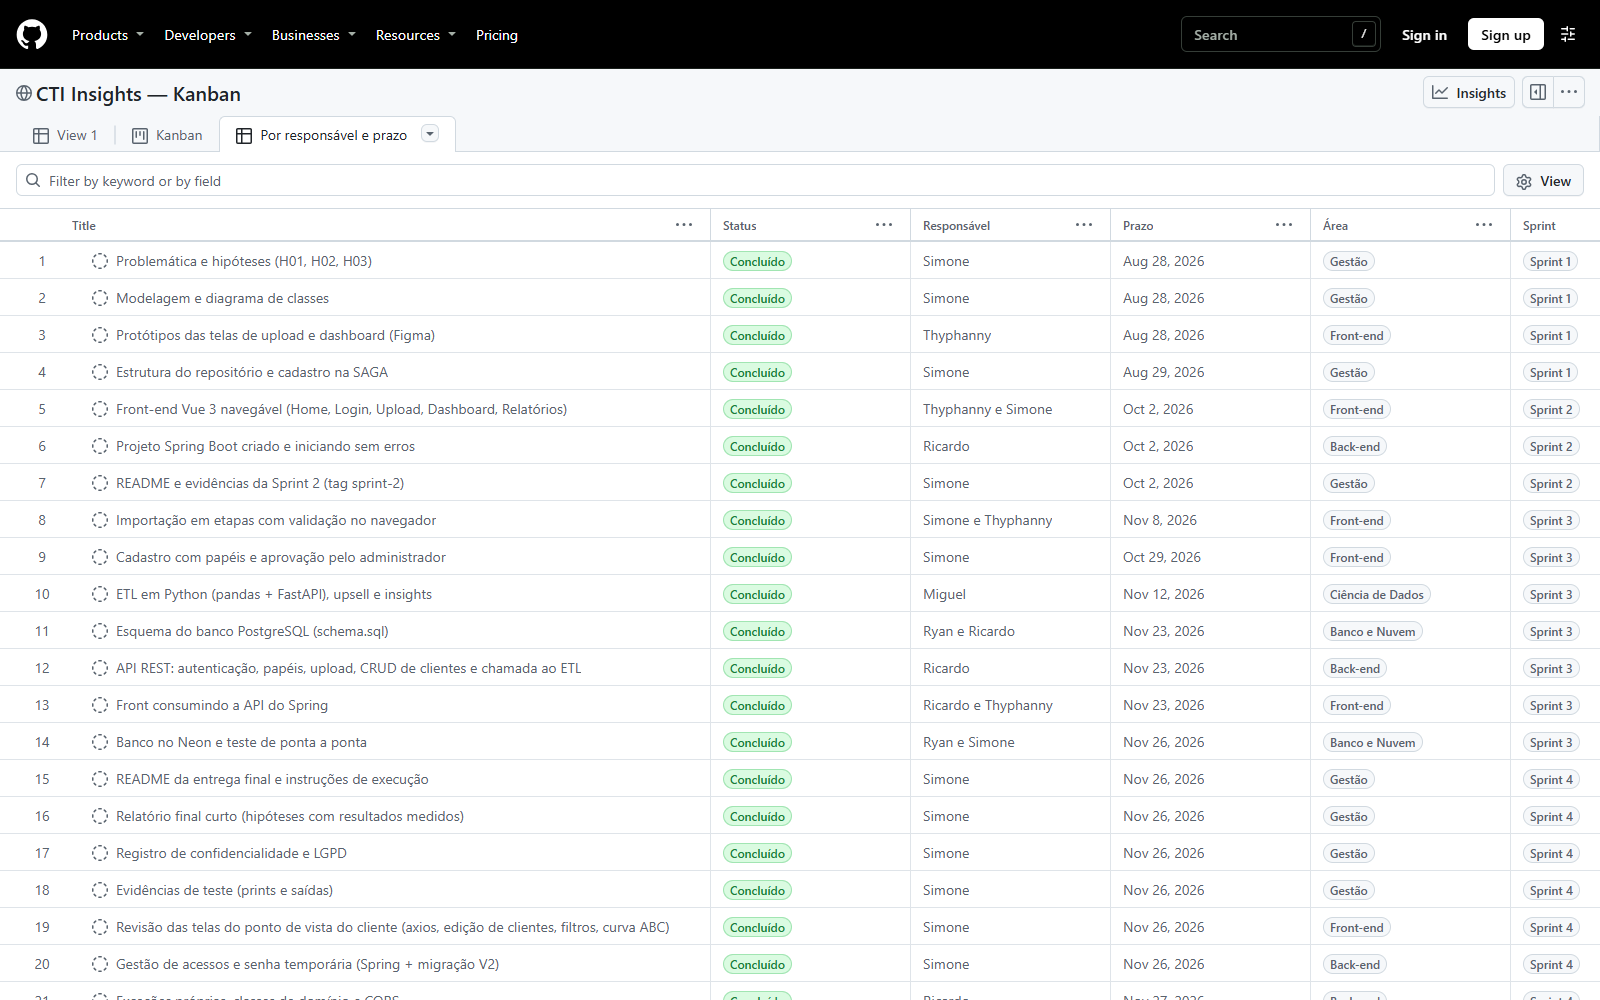 Products Developers Businesses Resources Pricing Search / Sign in Sign up
CTI Insights — Kanban Insights
View 1 Kanban Por responsável e prazo
Filter by keyword or by field View
Title Status Responsável Prazo Área Sprint
1 Problemática e hipóteses (H01, H02, H03) Concluído Simone Aug 28, 2026 Gestão Sprint 1
2 Modelagem e diagrama de classes Concluído Simone Aug 28, 2026 Gestão Sprint 1
3 Protótipos das telas de upload e dashboard (Figma) Concluído Thyphanny Aug 28, 2026 Front-end Sprint 1
4 Estrutura do repositório e cadastro na SAGA Concluído Simone Aug 29, 2026 Gestão Sprint 1
5 Front-end Vue 3 navegável (Home, Login, Upload, Dashboard, Relatórios) Concluído Thyphanny e Simone Oct 2, 2026 Front-end Sprint 2
6 Projeto Spring Boot criado e iniciando sem erros Concluído Ricardo Oct 2, 2026 Back-end Sprint 2
7 README e evidências da Sprint 2 (tag sprint-2) Concluído Simone Oct 2, 2026 Gestão Sprint 2
8 Importação em etapas com validação no navegador Concluído Simone e Thyphanny Nov 8, 2026 Front-end Sprint 3
9 Cadastro com papéis e aprovação pelo administrador Concluído Simone Oct 29, 2026 Front-end Sprint 3
10 ETL em Python (pandas + FastAPI), upsell e insights Concluído Miguel Nov 12, 2026 Ciência de Dados Sprint 3
11 Esquema do banco PostgreSQL (schema.sql) Concluído Ryan e Ricardo Nov 23, 2026 Banco e Nuvem Sprint 3
12 API REST: autenticação, papéis, upload, CRUD de clientes e chamada ao ETL Concluído Ricardo Nov 23, 2026 Back-end Sprint 3
13 Front consumindo a API do Spring Concluído Ricardo e Thyphanny Nov 23, 2026 Front-end Sprint 3
14 Banco no Neon e teste de ponta a ponta Concluído Ryan e Simone Nov 26, 2026 Banco e Nuvem Sprint 3
15 README da entrega final e instruções de execução Concluído Simone Nov 26, 2026 Gestão Sprint 4
16 Relatório final curto (hipóteses com resultados medidos) Concluído Simone Nov 26, 2026 Gestão Sprint 4
17 Registro de confidencialidade e LGPD Concluído Simone Nov 26, 2026 Gestão Sprint 4
18 Evidências de teste (prints e saídas) Concluído Simone Nov 26, 2026 Gestão Sprint 4
19 Revisão das telas do ponto de vista do cliente (axios, edição de clientes, filtros, curva ABC) Concluído Simone Nov 26, 2026 Front-end Sprint 4
20 Gestão de acessos e senha temporária (Spring + migração V2) Concluído Simone Nov 26, 2026 Back-end Sprint 4